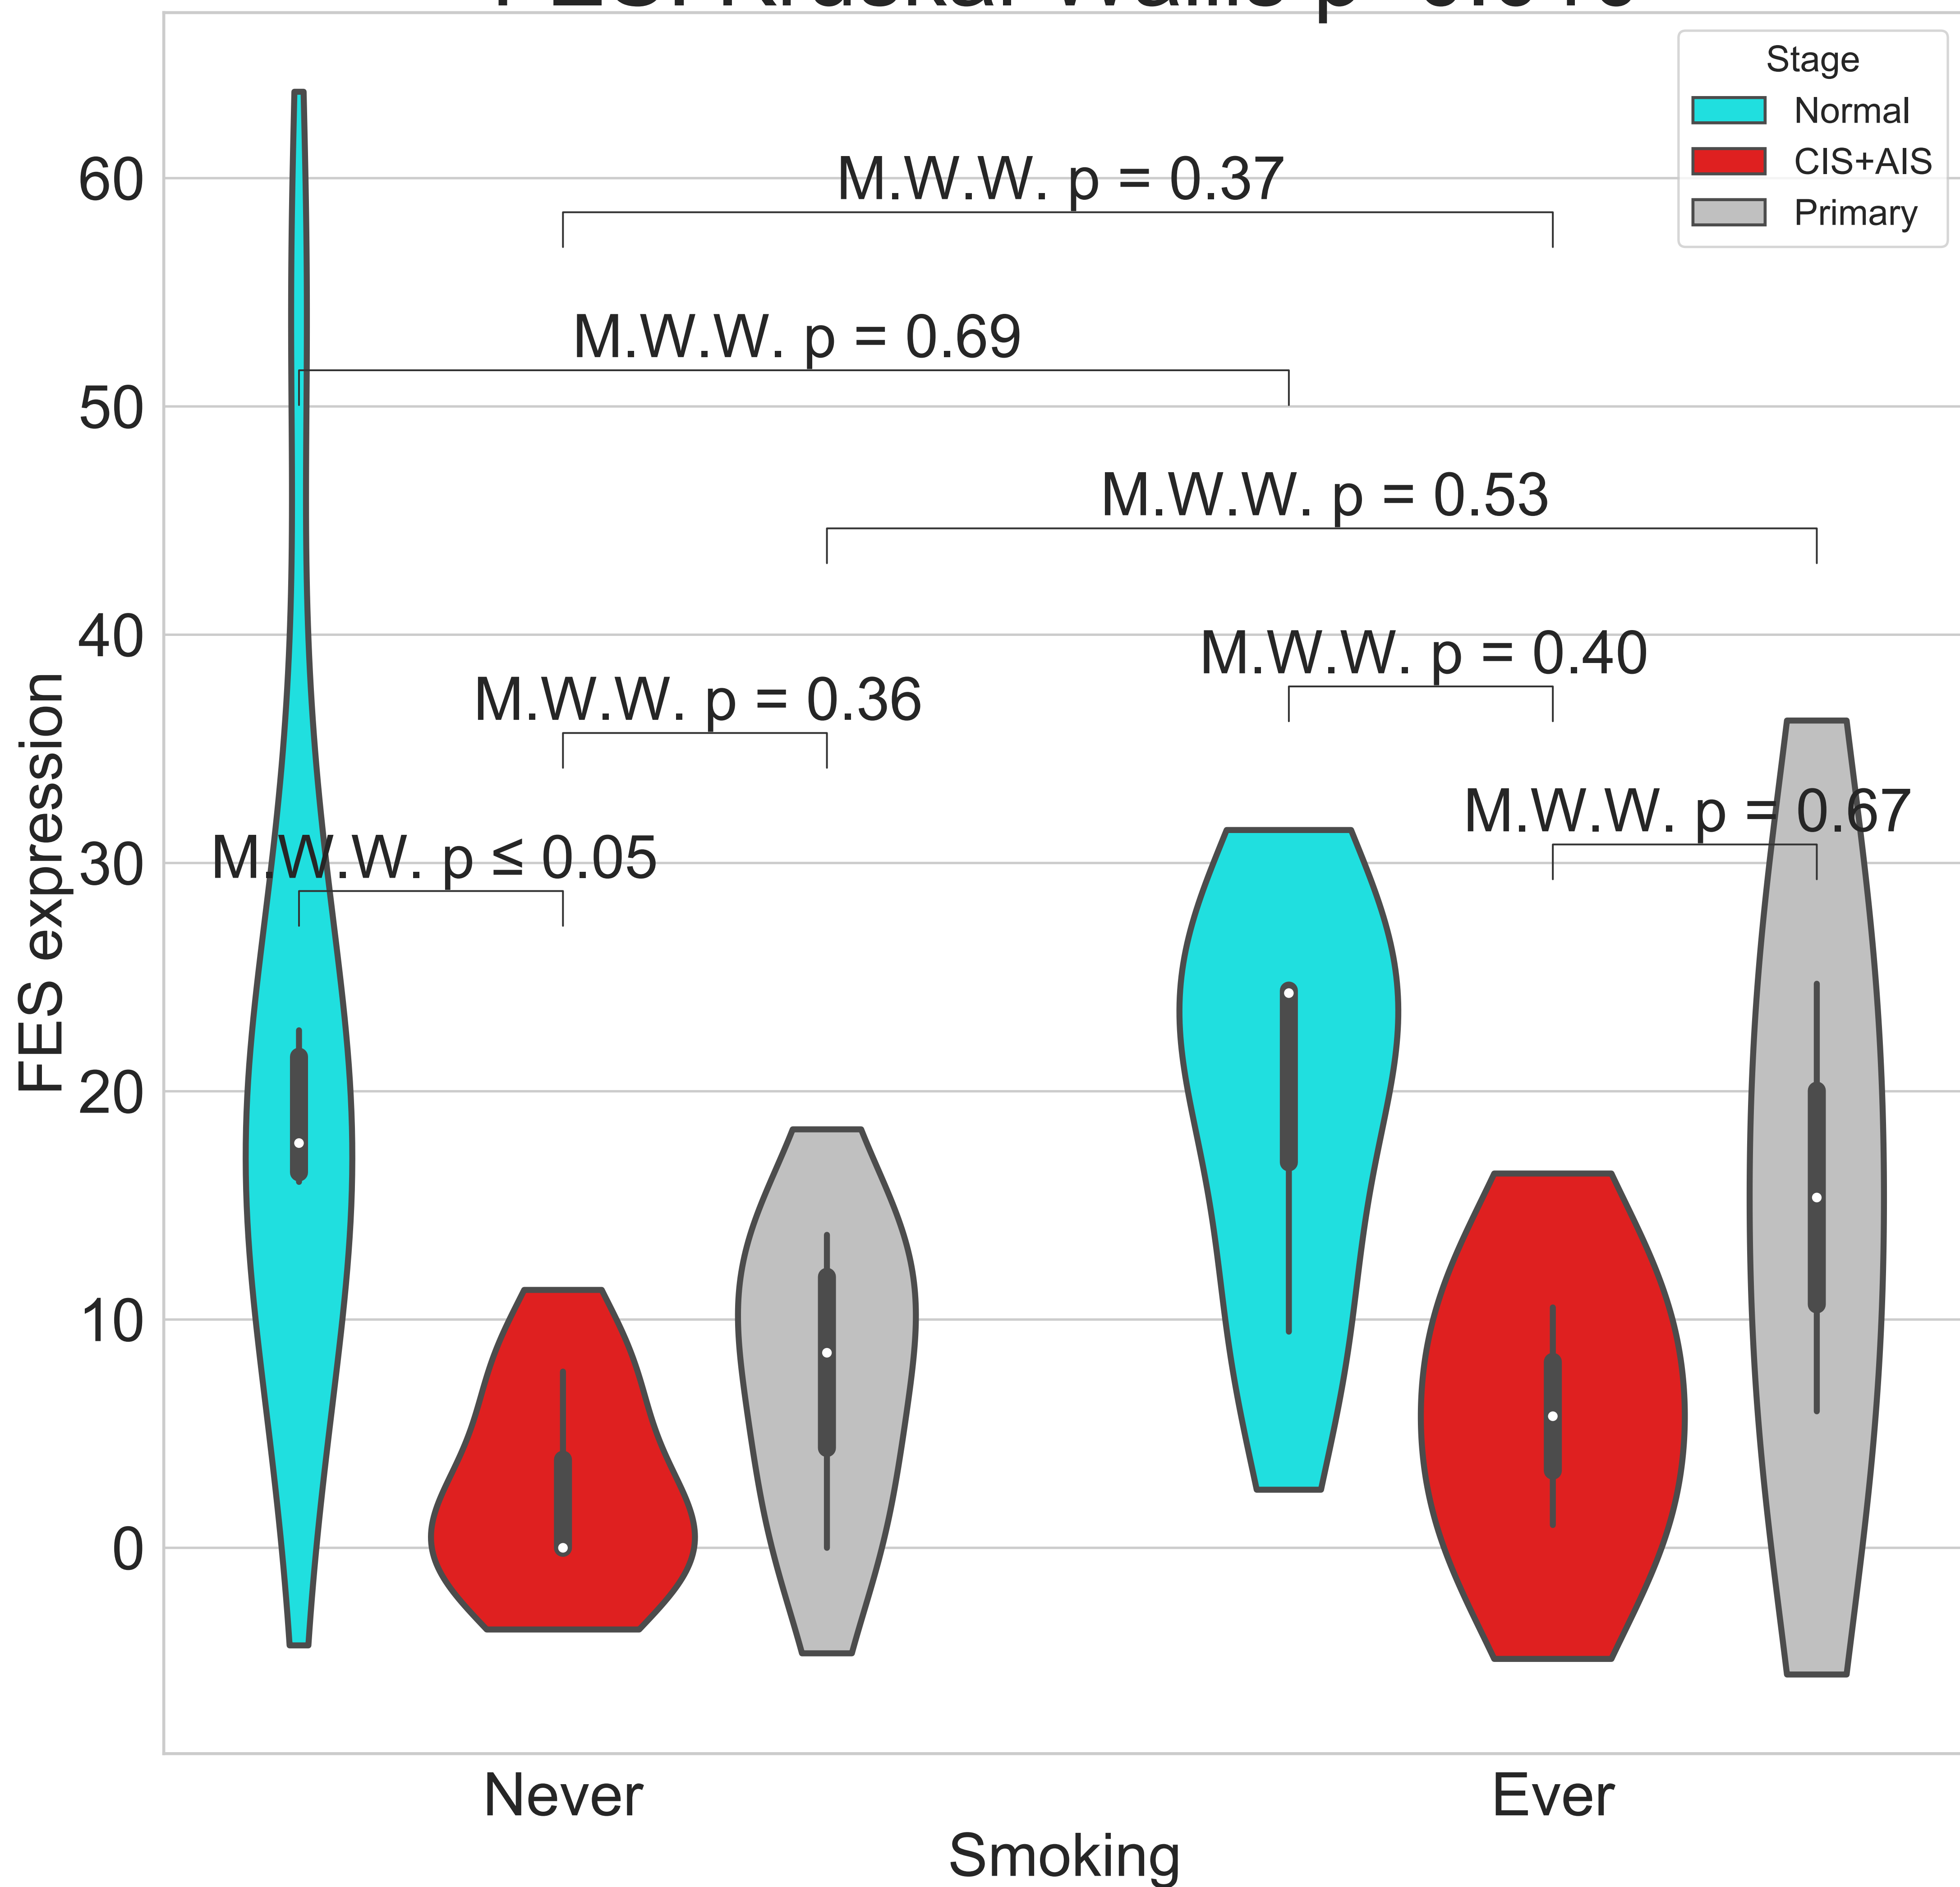 Stage
Normal
CIS+AIS
Primary
M.W.W. p = 0.37
M.W.W. p = 0.69
M.W.W. p = 0.53
M.W.W. p = 0.40
M.W.W. p = 0.36
M.W.W. p = 0.67
M.W.W. p ≤ 0.05
60
50
40
30
20
10
0
FES expression
Never
Ever
Smoking